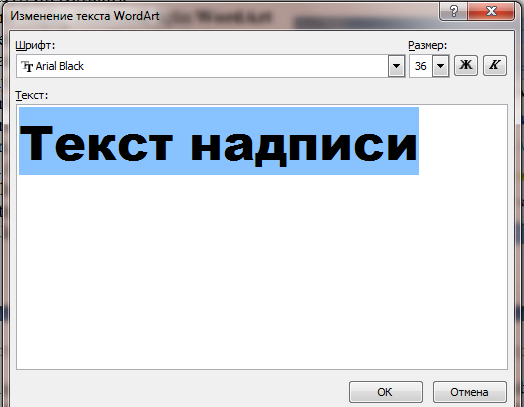 Изменение текста WordArt
Шрифт: Размер:
Arial Black 36 Ж К
Текст:
Текст надписи
ОК Отмена